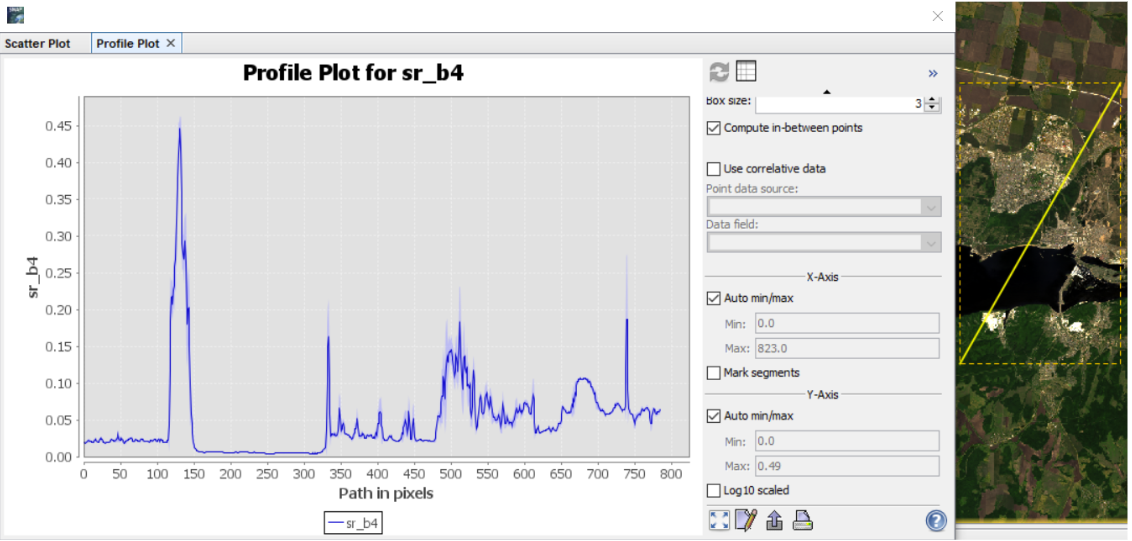 Scatter Plot
Profile Plot
Profile Plot for sr_b4
sr_b4
0.45
0.40
0.35
0.30
0.25
0.20
0.15
0.10
0.05
0.00
0 50 100 150 200 250 300 350 400 450 500 550 600 650 700 750 800
Path in pixels
sr_b4
Box size: 3
Compute in-between points
Use correlative data
Point data source:
Data field:
X-Axis
Auto min/max
Min: 0.0
Max: 823.0
Mark segments
Y-Axis
Auto min/max
Min: 0.0
Max: 0.49
Log10 scaled